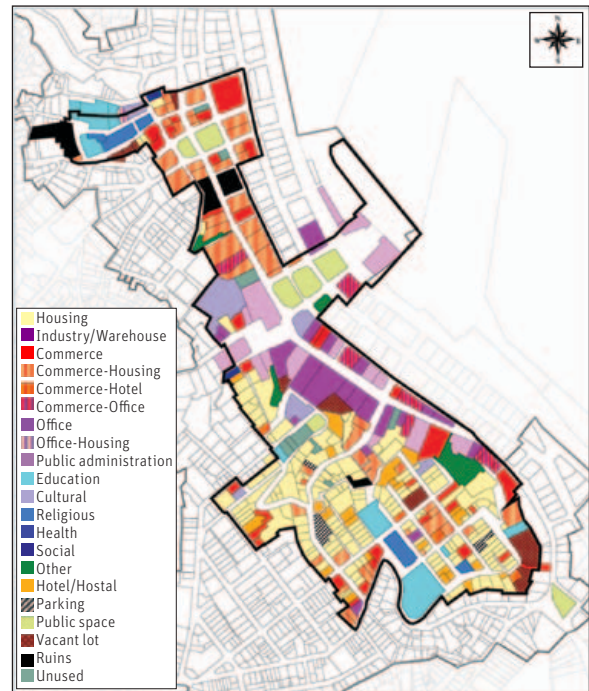 Housing
Industry/Warehouse
Commerce
Commerce-Housing
Commerce-Hotel
Commerce-Office
Office
Office-Housing
Public administration
Education
Cultural
Religious
Health
Social
Other
Hotel/Hostal
Parking
Public space
Vacant lot
Ruins
Unused